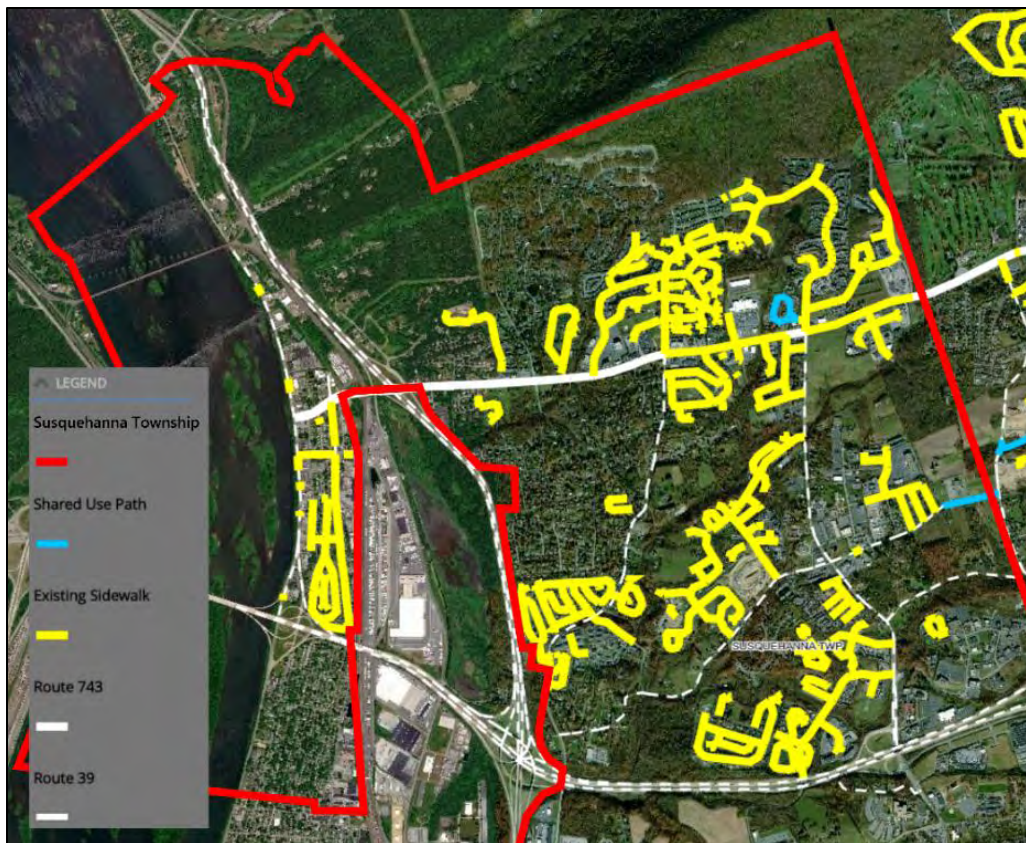 LEGEND
Susquehanna Township
Shared Use Path
Existing Sidewalk
Route 743
Route 39
SUSQUEHANNA TWP